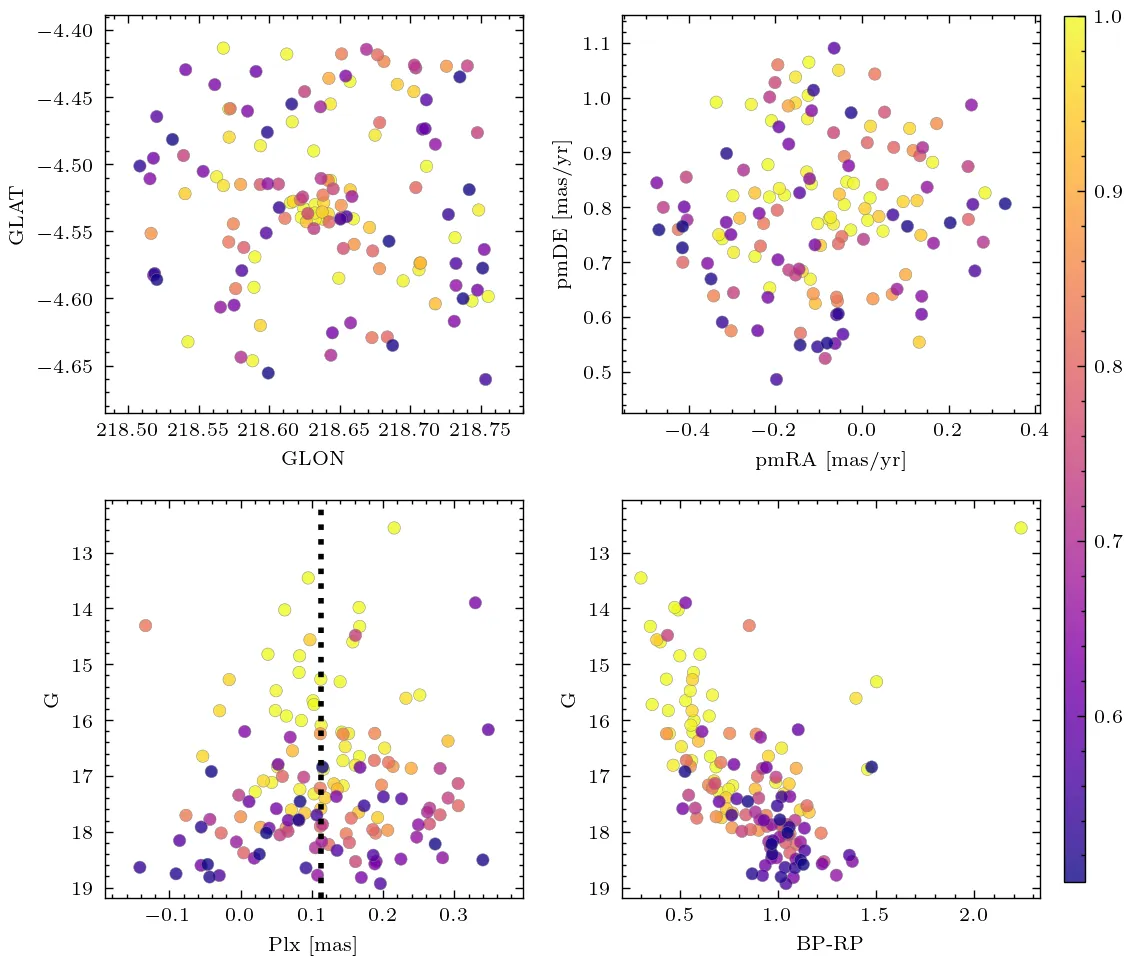 −4.40
−4.45
−4.50
−4.55
−4.60
−4.65
GLAT
218.50 218.55 218.60 218.65 218.70 218.75
GLON
1.1
1.0
0.9
0.8
0.7
0.6
0.5
pmDE [mas/yr]
−0.4 −0.2 0.0 0.2 0.4
pmRA [mas/yr]
1.0
0.9
0.8
0.7
0.6
13
14
15
16
17
18
19
G
−0.1 0.0 0.1 0.2 0.3
Plx [mas]
13
14
15
16
17
18
19
G
0.5 1.0 1.5 2.0
BP-RP